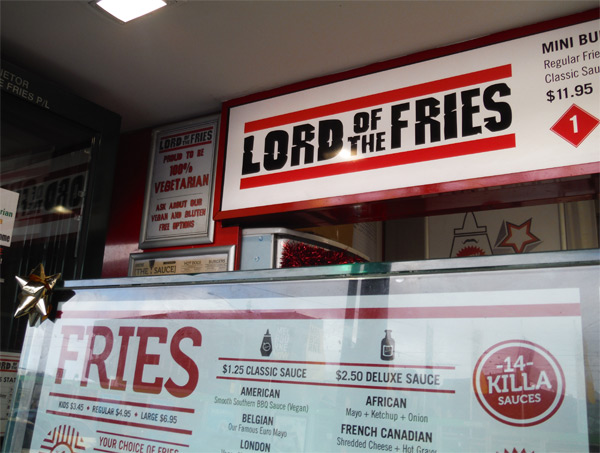 ETOR
E FRIES P/L
LORD OF THE FRIES
PROUD TO BE
100%
VEGETARIAN
ASK ABOUT OUR
VEGAN AND GLUTEN
FREE OPTIONS
LORD OF THE FRIES
MINI BU
Regular Frie
Classic Sau
$11.95
1
SAUCE
FRIES
KIDS $3.45 • REGULAR $4.95 • LARGE $6.95
YOUR CHOICE OF FRIES
$1.25 CLASSIC SAUCE
AMERICAN
Smooth Southern BBQ Sauce (Vegan)
BELGIAN
Our Famous Euro Mayo
LONDON
$2.50 DELUXE SAUCE
AFRICAN
Mayo + Ketchup + Onion
FRENCH CANADIAN
Shredded Cheese + Hot Gravy
-14-
KILLA
SAUCES